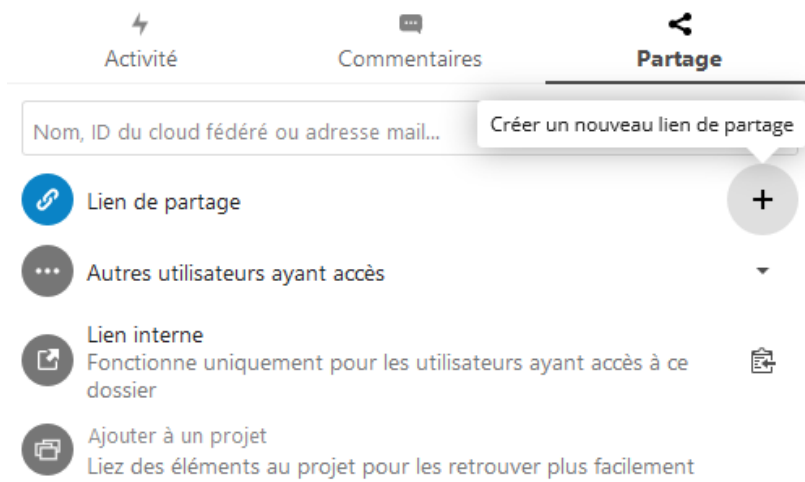 Activité
Commentaires
Partage
Nom, ID du cloud fédéré ou adresse mail...
Créer un nouveau lien de partage
Lien de partage
Autres utilisateurs ayant accès
Lien interne
Fonctionne uniquement pour les utilisateurs ayant accès à ce
dossier
Ajouter à un projet
Liez des éléments au projet pour les retrouver plus facilement